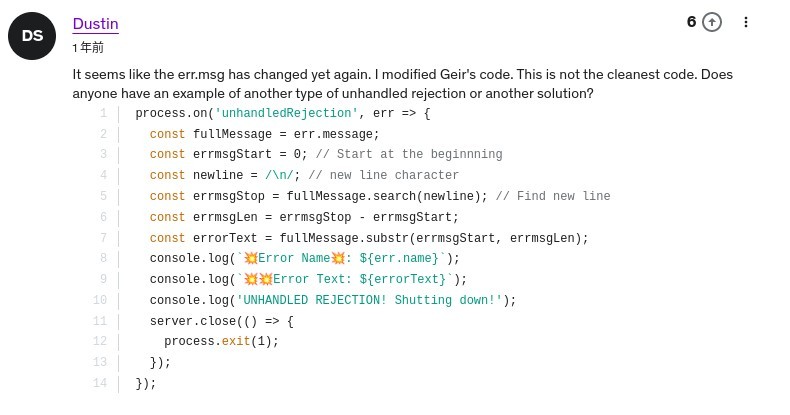 DS
Dustin
6
1 年前
It seems like the err.msg has changed yet again. I modified Geir's code. This is not the cleanest code. Does
anyone have an example of another type of unhandled rejection or another solution?
1 process.on('unhandledRejection', err => {
2 const fullMessage = err.message;
3 const errmsgStart = 0; // Start at the beginnning
4 const newline = /\n/; // new line character
5 const errmsgStop = fullMessage.search(newline); // Find new line
6 const errmsgLen = errmsgStop - errmsgStart;
7 const errorText = fullMessage.substr(errmsgStart, errmsgLen);
8 console.log(`💥Error Name💥: ${err.name}`);
9 console.log(`💥💥Error Text: ${errorText}`);
10 console.log('UNHANDLED REJECTION! Shutting down!');
11 server.close(() => {
12 process.exit(1);
13 });
14 });